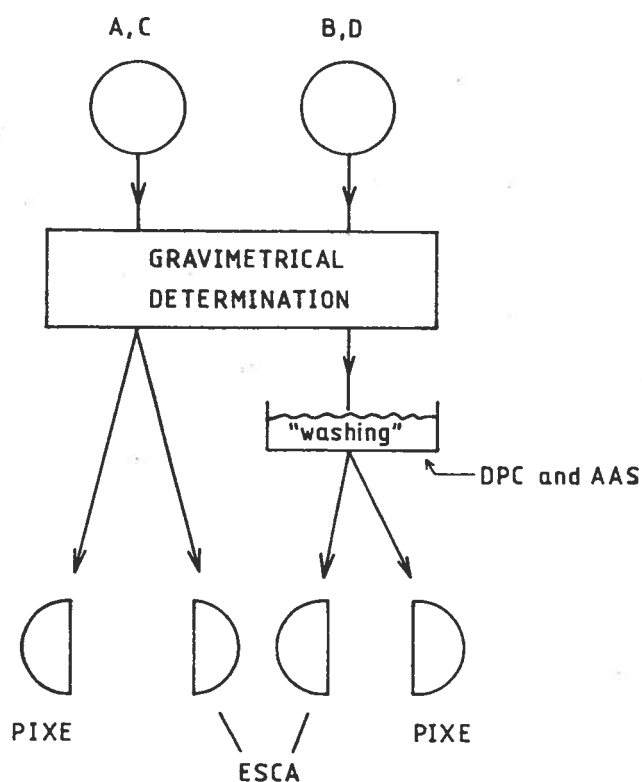 A,C
B,D
GRAVIMETRICAL
DETERMINATION
"washing"
DPC and AAS
PIXE
PIXE
ESCA